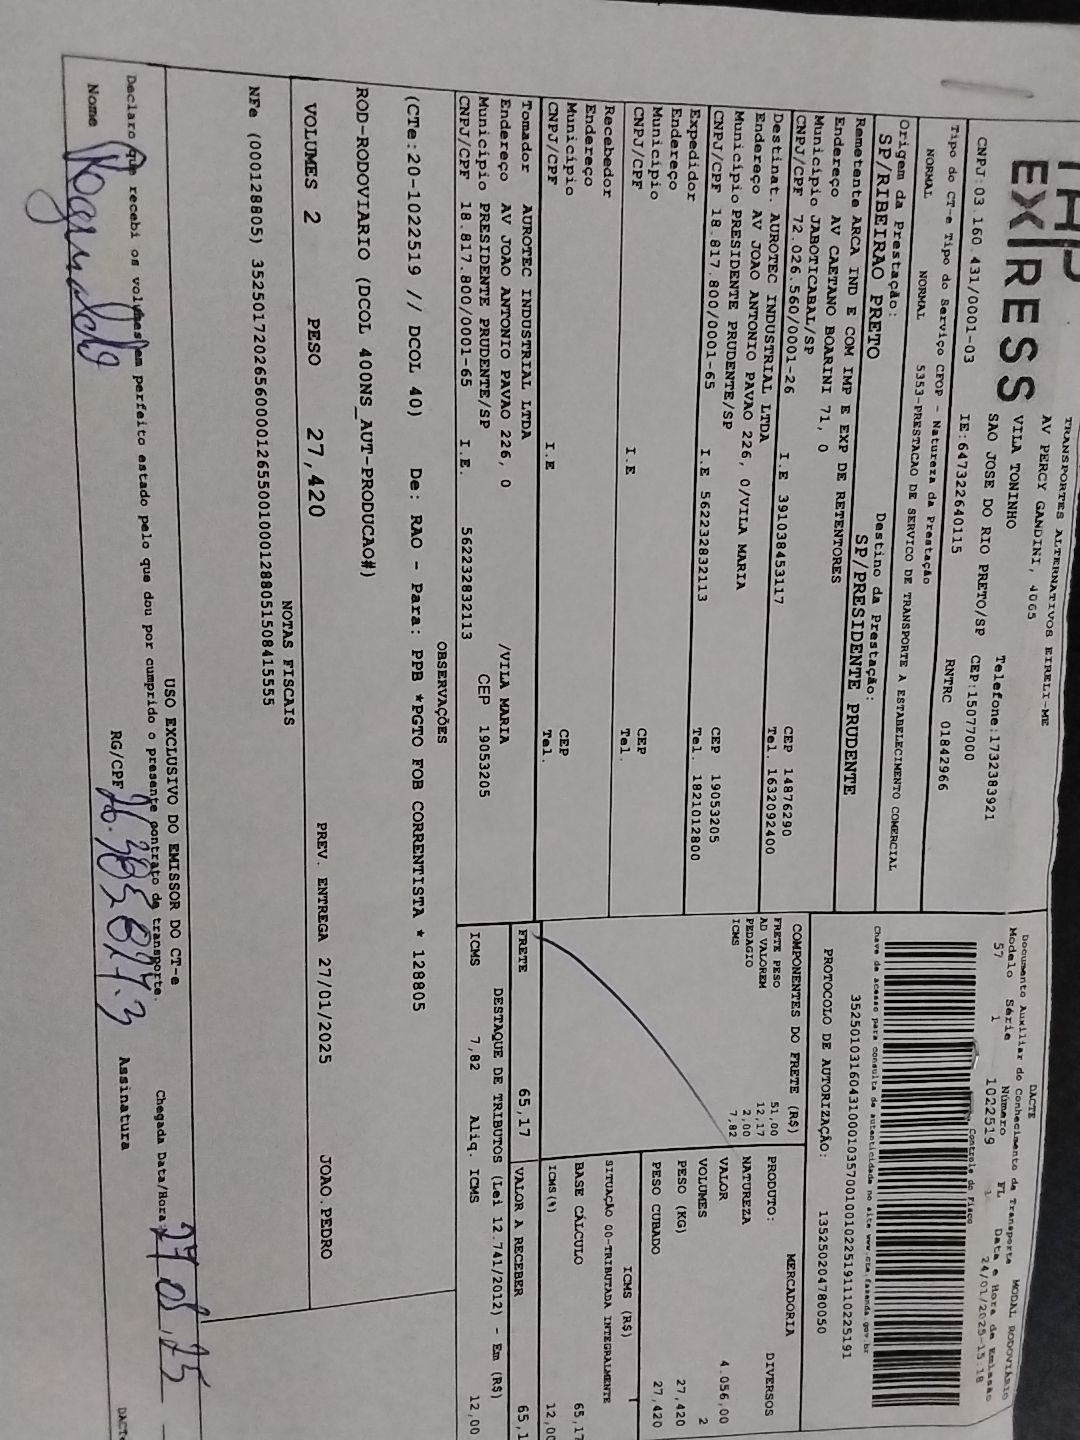 EXPRESS
TRANSPORTES ALTERNATIVOS EIRELI-ME
AV PERCY GANDINI, 4065
VILA TONINHO
SAO JOSE DO RIO PRETO/SP CEP:15077000
CNPJ:03.160.431/0001-03 IE:647322640115 RNTRC 01842966
Telefone:1732383921
Tipo do CT-e Tipo do Serviço CFOP - Natureza da Prestação
NORMAL NORMAL 5353-PRESTACAO DE SERVICO DE TRANSPORTE A ESTABELECIMENTO COMERCIAL
Origem da Prestação: Destino da Prestação:
SP/RIBEIRAO PRETO SP/PRESIDENTE PRUDENTE
Remetente ARCA IND E COM IMP E EXP DE RETENTORES
Endereço AV CAETANO BOARINI 71, 0
Município JABOTICABAL/SP CEP 14876290
CNPJ/CPF 72.026.560/0001-26 I.E 391038453117 Tel. 1632092400
Destinat. AUROTEC INDUSTRIAL LTDA
Endereço AV JOAO ANTONIO PAVAO 226, 0/VILA MARIA
Município PRESIDENTE PRUDENTE/SP CEP 19053205
CNPJ/CPF 18.817.800/0001-65 I.E 562232832113 Tel. 1821012800
Expedidor
Endereço
Município CEP
CNPJ/CPF I.E Tel.
Recebedor
Endereço
Município CEP
CNPJ/CPF I.E Tel.
Tomador AUROTEC INDUSTRIAL LTDA
Endereço AV JOAO ANTONIO PAVAO 226, 0 /VILA MARIA
Município PRESIDENTE PRUDENTE/SP CEP 19053205
CNPJ/CPF 18.817.800/0001-65 I.E. 562232832113
DACTE
Documento Auxiliar do Conhecimento de Transporte MODAL RODOVIÁRIO
Modelo Série Número FL Data e Hora de Emissão
57 1 1022519 1 24/01/2025-15:18
Controle do Fisco
Chave de acesso para consulta de autenticidade no site www.cte.fazenda.gov.br
35250103160431000103570010010225191110225191
PROTOCOLO DE AUTORIZAÇÃO: 135250204780050
COMPONENTES DO FRETE (R$)
FRETE PESO 51,00
AD VALOREM 12,17
PEDAGIO 2,00
ICMS 7,82
MERCADORIA
PRODUTO: DIVERSOS
NATUREZA
VALOR 4.056,00
VOLUMES 2
PESO (KG) 27,420
PESO CUBADO 27,420
ICMS (R$)
SITUAÇÃO 00-TRIBUTADA INTEGRALMENTE
BASE CÁLCULO 65,17
ICMS(%) 12,00
FRETE 65,17 VALOR A RECEBER 65,1
DESTAQUE DE TRIBUTOS (Lei 12.741/2012) - Em (R$)
ICMS 7,82 Aliq. ICMS 12,00
OBSERVAÇÕES
(CTe:20-1022519 // DCOL 40) De: RAO - Para: PPB *PGTO FOB CORRENTISTA * 128805
ROD-RODOVIARIO (DCOL 400NS_AUT-PRODUCAO#)
VOLUMES 2 PESO 27,420 PREV. ENTREGA 27/01/2025 JOAO.PEDRO
NOTAS FISCAIS
NFe (000128805) 35250172026560000126550010001288051508415555
USO EXCLUSIVO DO EMISSOR DO CT-e
Declaro que recebi os volumes em perfeito estado pelo que dou por cumprido o presente contrato de transporte.
Chegada Data/Hora:
Nome RG/CPF Assinatura